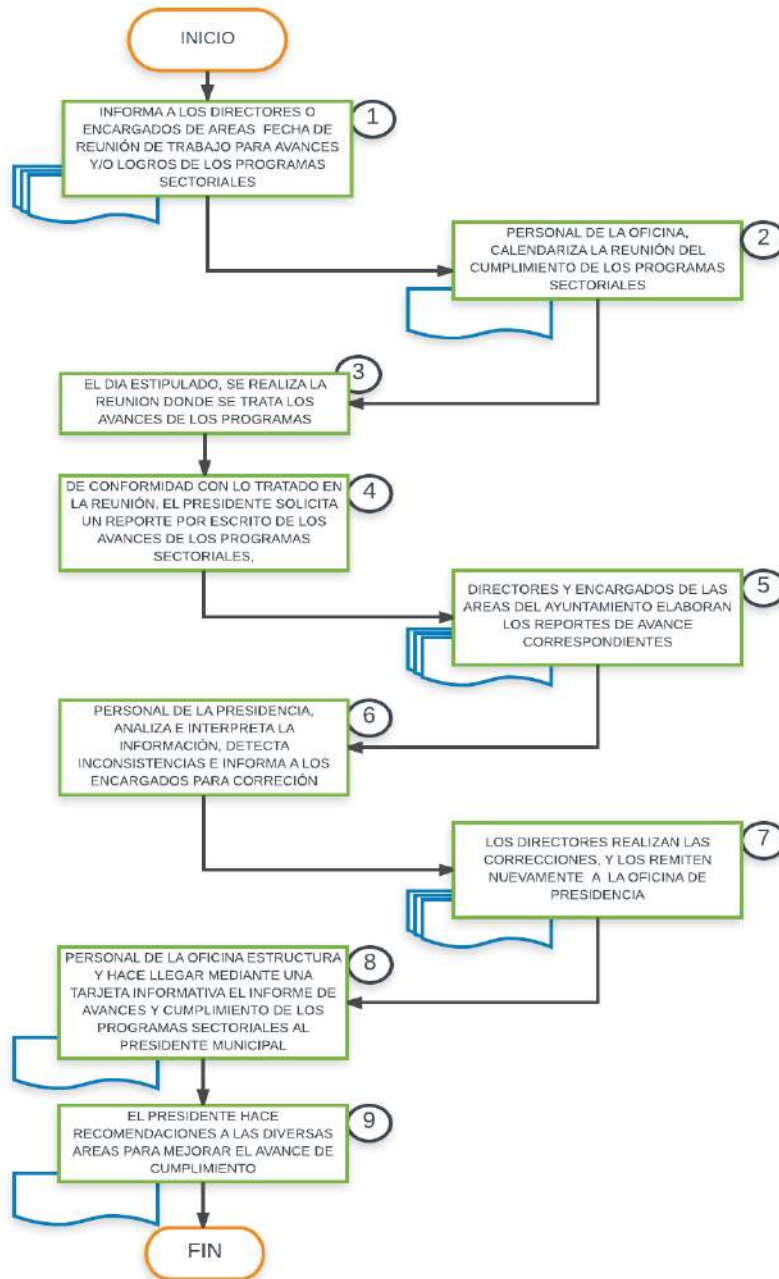 INICIO
1
INFORMA A LOS DIRECTORES O
ENCARGADOS DE AREAS FECHA DE
REUNIÓN DE TRABAJO PARA AVANCES
Y/O LOGROS DE LOS PROGRAMAS
SECTORIALES
2
PERSONAL DE LA OFICINA,
CALENDARIZA LA REUNIÓN DEL
CUMPLIMIENTO DE LOS PROGRAMAS
SECTORIALES
3
EL DIA ESTIPULADO, SE REALIZA LA
REUNION DONDE SE TRATA LOS
AVANCES DE LOS PROGRAMAS
4
DE CONFORMIDAD CON LO TRATADO EN
LA REUNIÓN, EL PRESIDENTE SOLICITA
UN REPORTE POR ESCRITO DE LOS
AVANCES DE LOS PROGRAMAS
SECTORIALES,
5
DIRECTORES Y ENCARGADOS DE LAS
AREAS DEL AYUNTAMIENTO ELABORAN
LOS REPORTES DE AVANCE
CORRESPONDIENTES
6
PERSONAL DE LA PRESIDENCIA,
ANALIZA E INTERPRETA LA
INFORMACIÓN, DETECTA
INCONSISTENCIAS E INFORMA A LOS
ENCARGADOS PARA CORRECIÓN
7
LOS DIRECTORES REALIZAN LAS
CORRECCIONES, Y LOS REMITEN
NUEVAMENTE A LA OFICINA DE
PRESIDENCIA
8
PERSONAL DE LA OFICINA ESTRUCTURA
Y HACE LLEGAR MEDIANTE UNA
TARJETA INFORMATIVA EL INFORME DE
AVANCES Y CUMPLIMIENTO DE LOS
PROGRAMAS SECTORIALES AL
PRESIDENTE MUNICIPAL
9
EL PRESIDENTE HACE
RECOMENDACIONES A LAS DIVERSAS
AREAS PARA MEJORAR EL AVANCE DE
CUMPLIMIENTO
FIN